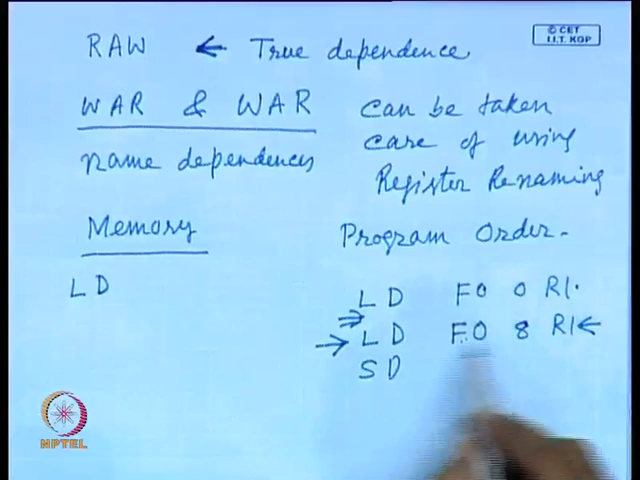 © CET
I.I.T. KGP
RAW ← True dependence
WAR & WAR can be taken
care of using
name dependences
Register Renaming
Memory
Program Order.
LD
LD F0 0 R1.
⇒
→ LD F0 8 R1 ←
SD
NPTEL